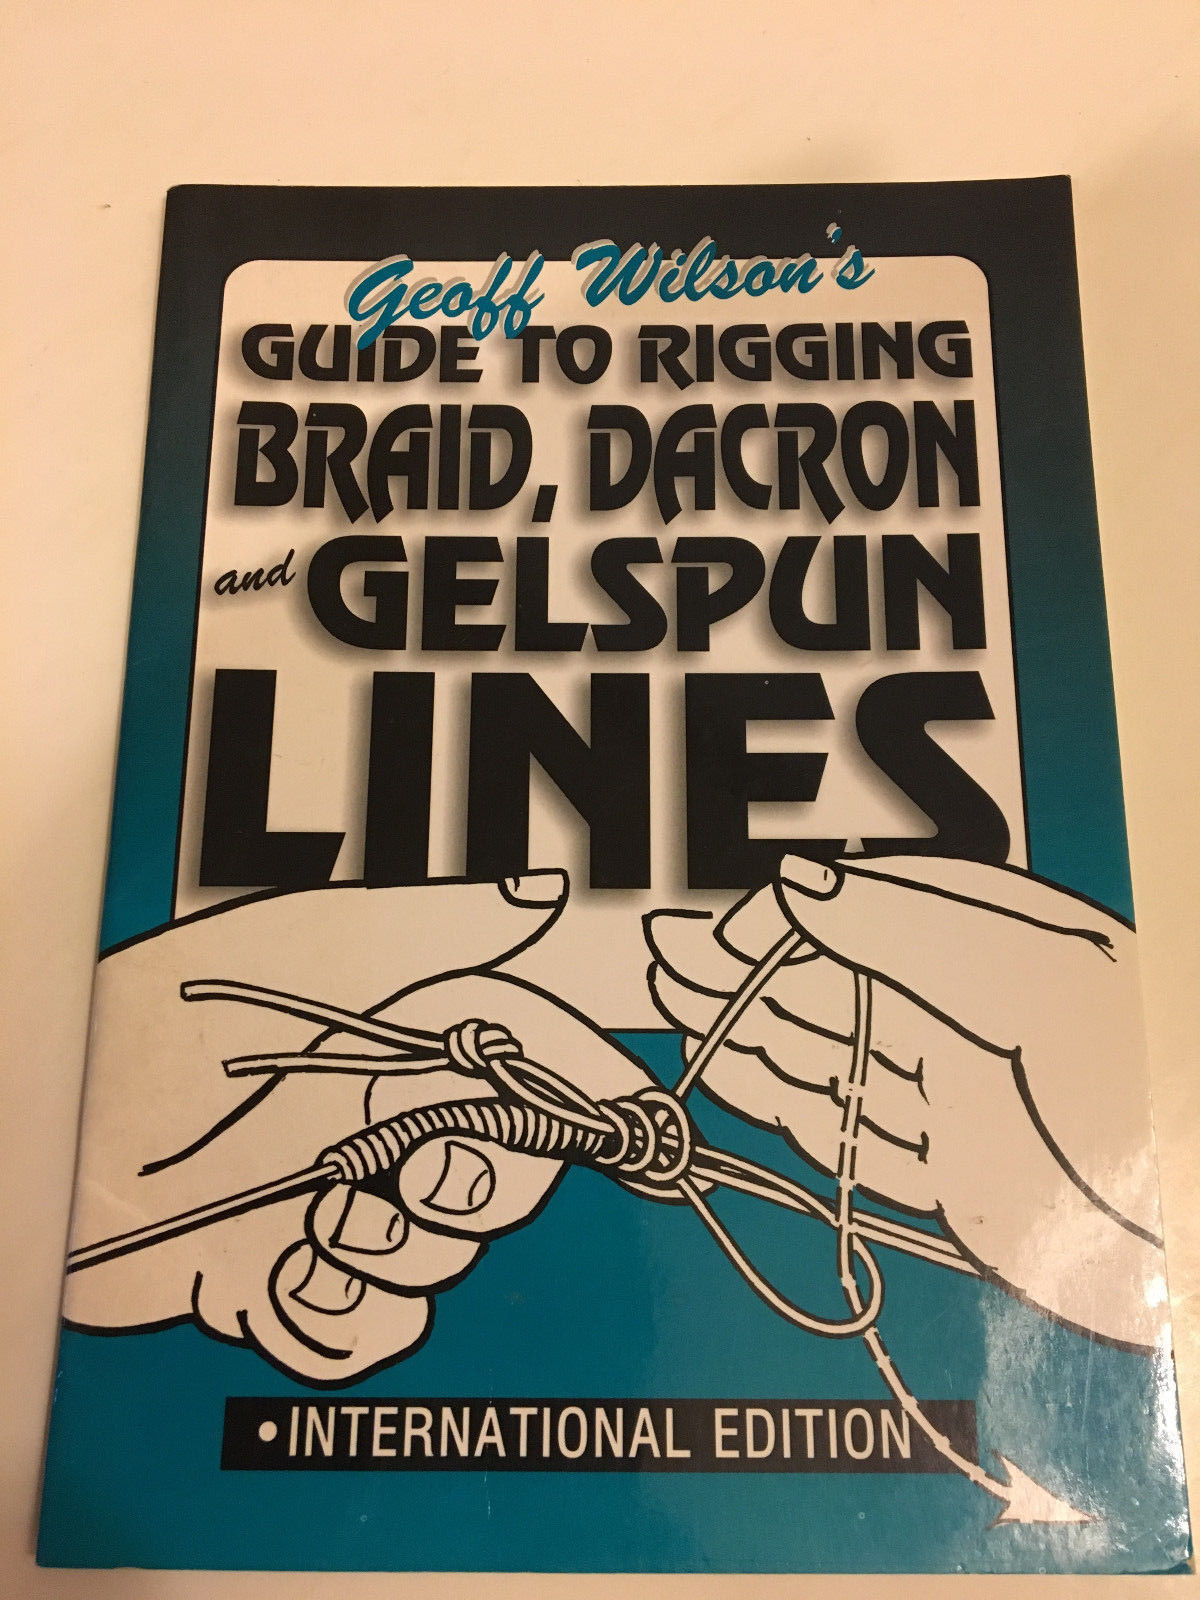 Geoff Wilson's
GUIDE TO RIGGING
BRAID, DACRON
and GELSPUN
LINES
• INTERNATIONAL EDITION